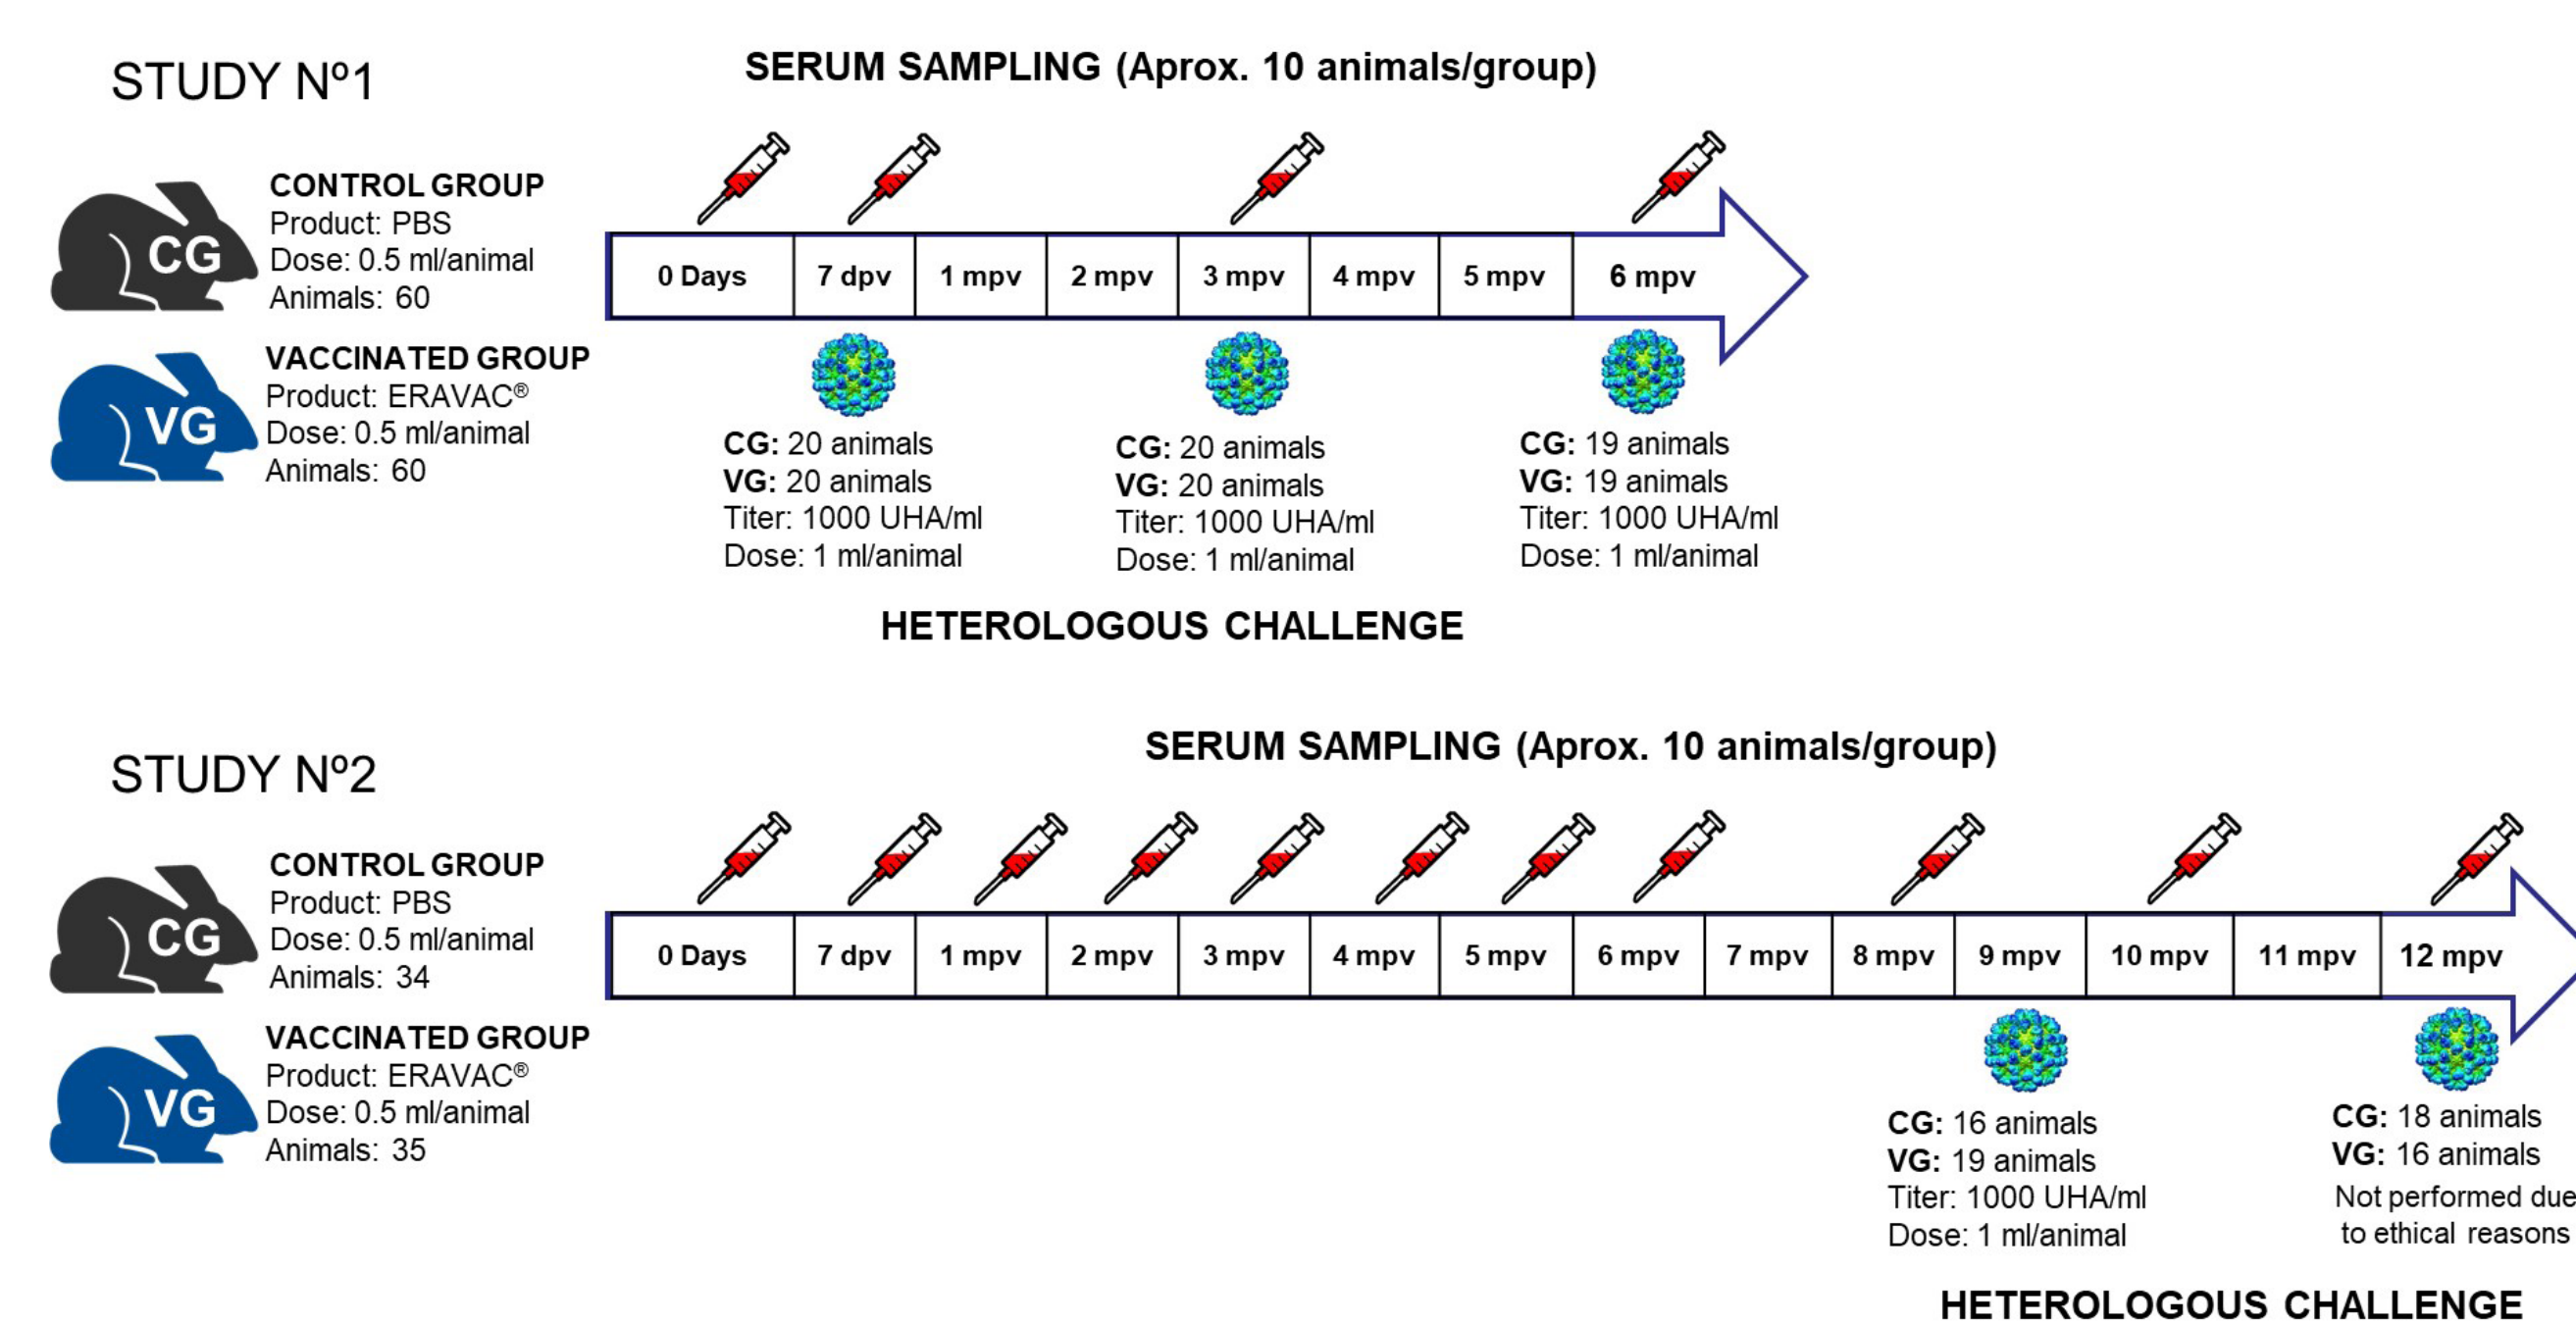 STUDY Nº1
SERUM SAMPLING (Aprox. 10 animals/group)
CG
CONTROL GROUP
Product: PBS
Dose: 0.5 ml/animal
Animals: 60
VG
VACCINATED GROUP
Product: ERAVAC®
Dose: 0.5 ml/animal
Animals: 60
0 Days
7 dpv
1 mpv
2 mpv
3 mpv
4 mpv
5 mpv
6 mpv
CG: 20 animals
VG: 20 animals
Titer: 1000 UHA/ml
Dose: 1 ml/animal
CG: 20 animals
VG: 20 animals
Titer: 1000 UHA/ml
Dose: 1 ml/animal
CG: 19 animals
VG: 19 animals
Titer: 1000 UHA/ml
Dose: 1 ml/animal
HETEROLOGOUS CHALLENGE
STUDY Nº2
SERUM SAMPLING (Aprox. 10 animals/group)
CG
CONTROL GROUP
Product: PBS
Dose: 0.5 ml/animal
Animals: 34
VG
VACCINATED GROUP
Product: ERAVAC®
Dose: 0.5 ml/animal
Animals: 35
0 Days
7 dpv
1 mpv
2 mpv
3 mpv
4 mpv
5 mpv
6 mpv
7 mpv
8 mpv
9 mpv
10 mpv
11 mpv
12 mpv
CG: 16 animals
VG: 19 animals
Titer: 1000 UHA/ml
Dose: 1 ml/animal
CG: 18 animals
VG: 16 animals
Not performed due
to ethical reasons
HETEROLOGOUS CHALLENGE